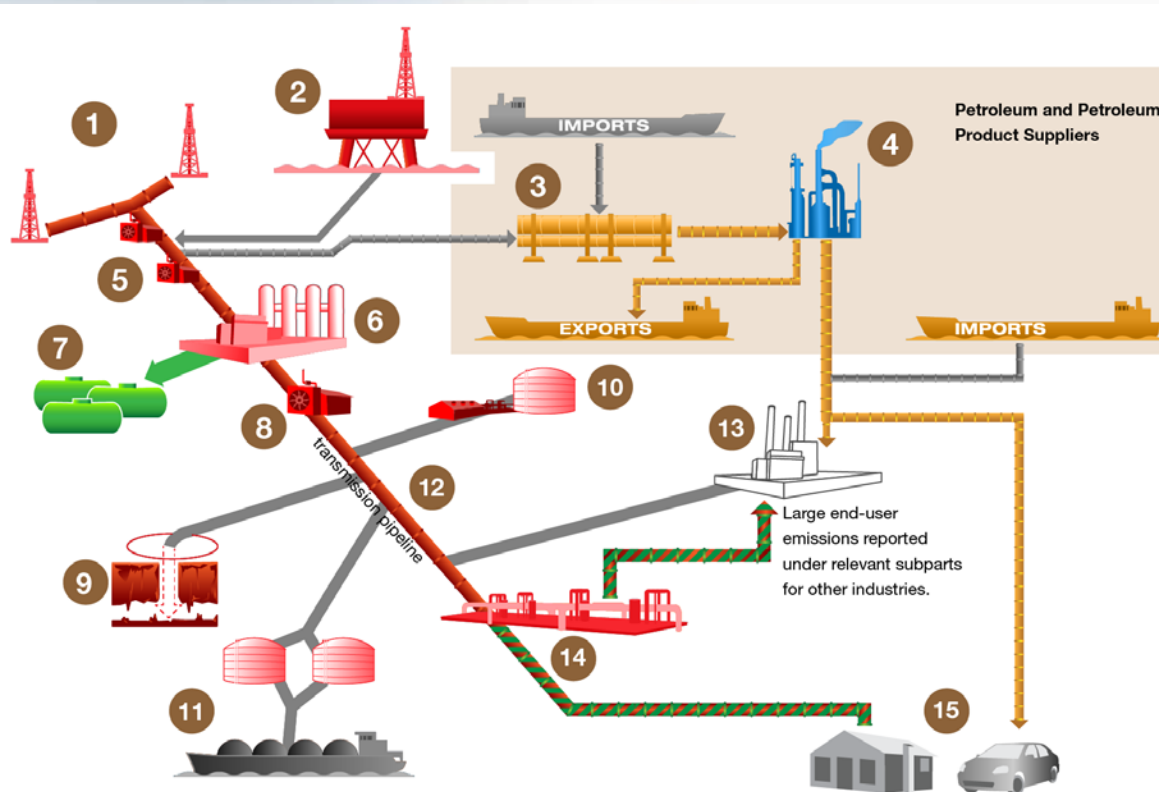 1
2
IMPORTS
Petroleum and Petroleum
Product Suppliers
4
3
5
6
EXPORTS
IMPORTS
7
8
10
13
transmission pipeline
12
Large end-user
emissions reported
under relevant subparts
for other industries.
9
14
11
15